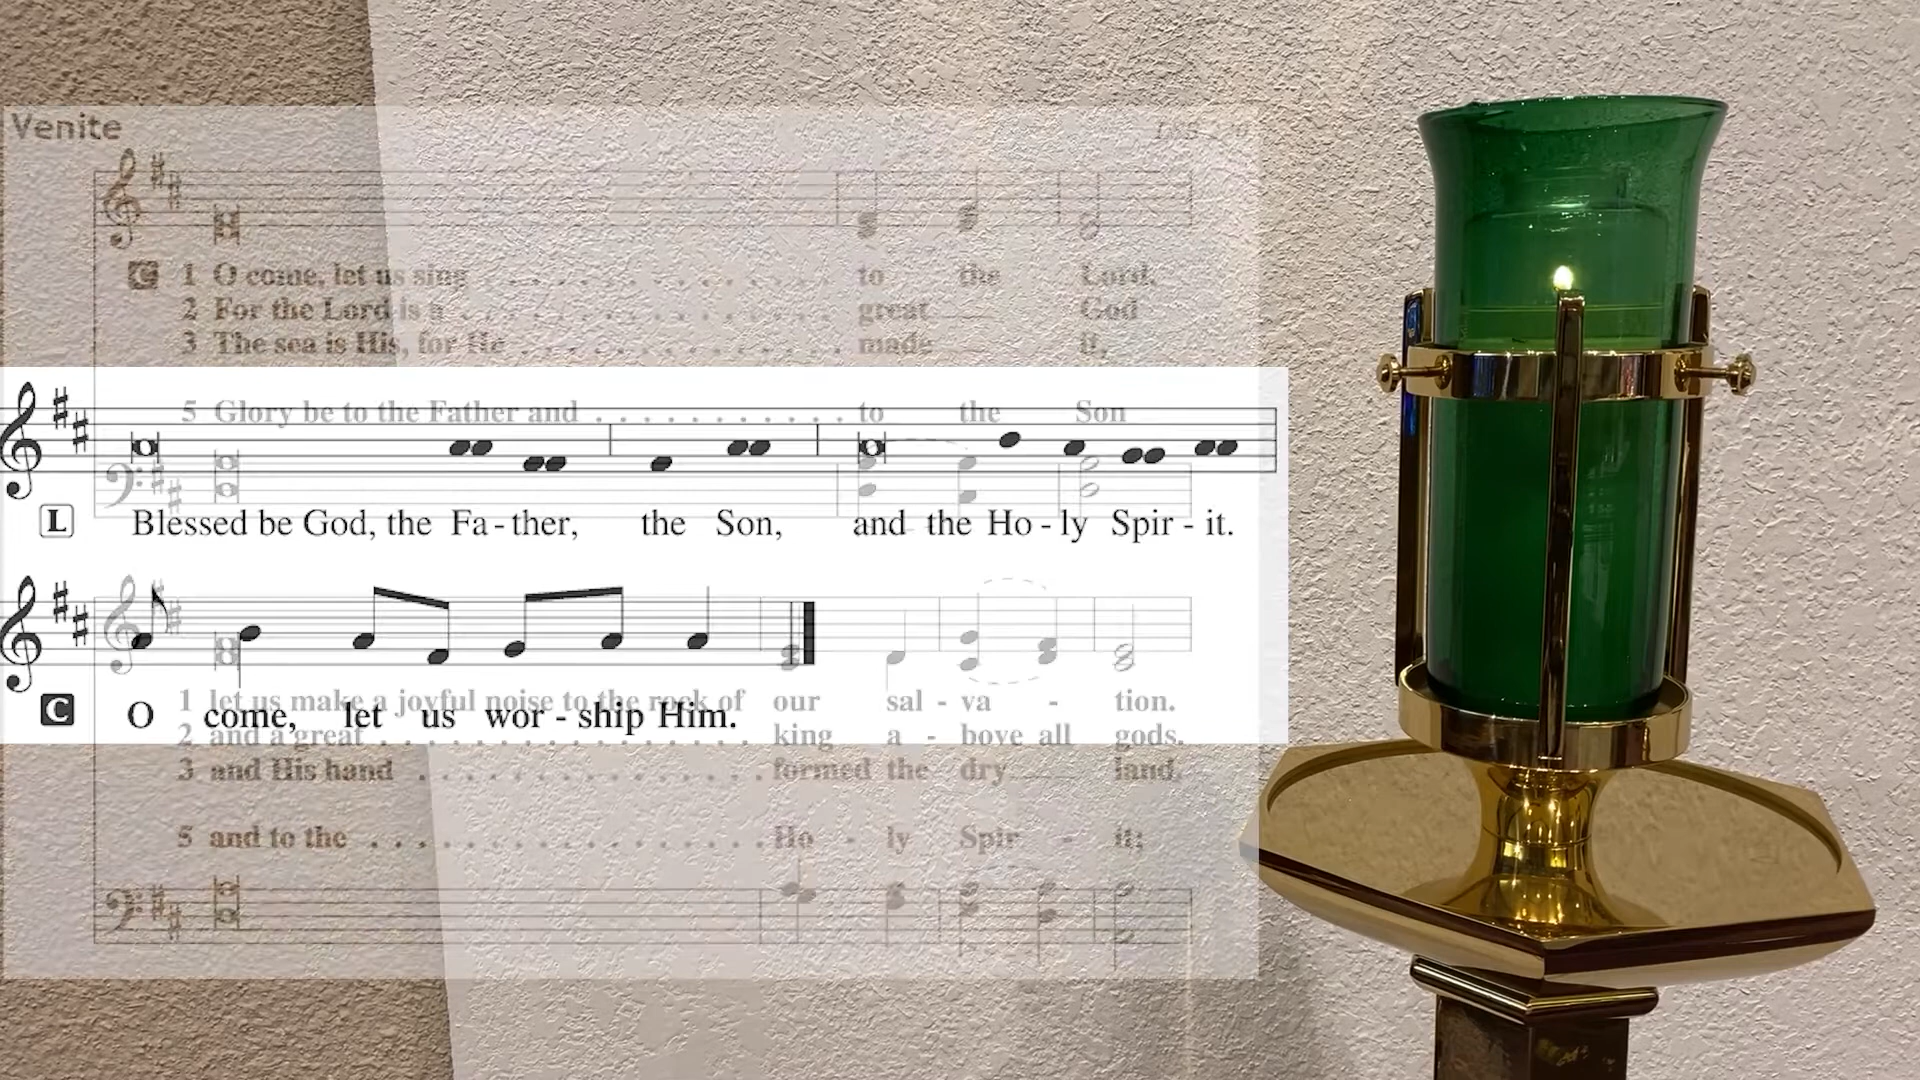 Venite
C 1 O come, let us sing . . . . . . . . . . . . . . to the Lord,
2 For the Lord is a . . . . . . . . . . . . . . . great God
3 The sea is His, for He . . . . . . . . . . . . . made it,
5 Glory be to the Father and . . . . . . . . . . . to the Son
L Blessed be God, the Fa - ther, the Son, and the Ho - ly Spir - it.
1 let us make a joyful noise to the rock of our sal - va - tion.
C O come, let us wor - ship Him.
2 and a great . . . . . . . . . . . . . . . king a - bove all gods.
3 and His hand . . . . . . . . . . . . . . formed the dry land.
5 and to the . . . . . . . . . . . . . . . . Ho - ly Spir - it;